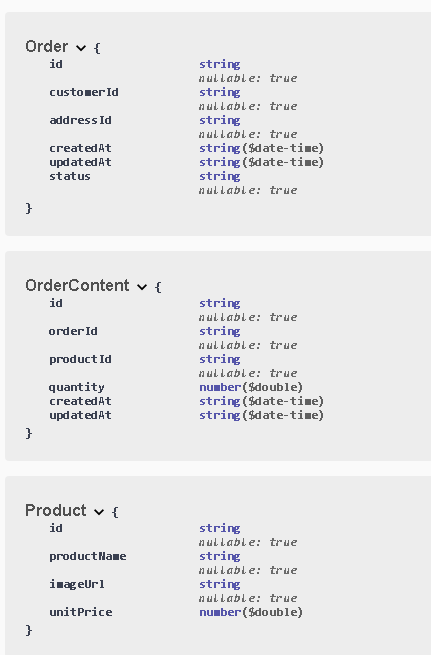 Order {
id string
nullable: true
customerId string
nullable: true
addressId string
nullable: true
createdAt string($date-time)
updatedAt string($date-time)
status string
nullable: true
}
OrderContent {
id string
nullable: true
orderId string
nullable: true
productId string
nullable: true
quantity number($double)
createdAt string($date-time)
updatedAt string($date-time)
}
Product {
id string
nullable: true
productName string
nullable: true
imageUrl string
nullable: true
unitPrice number($double)
}